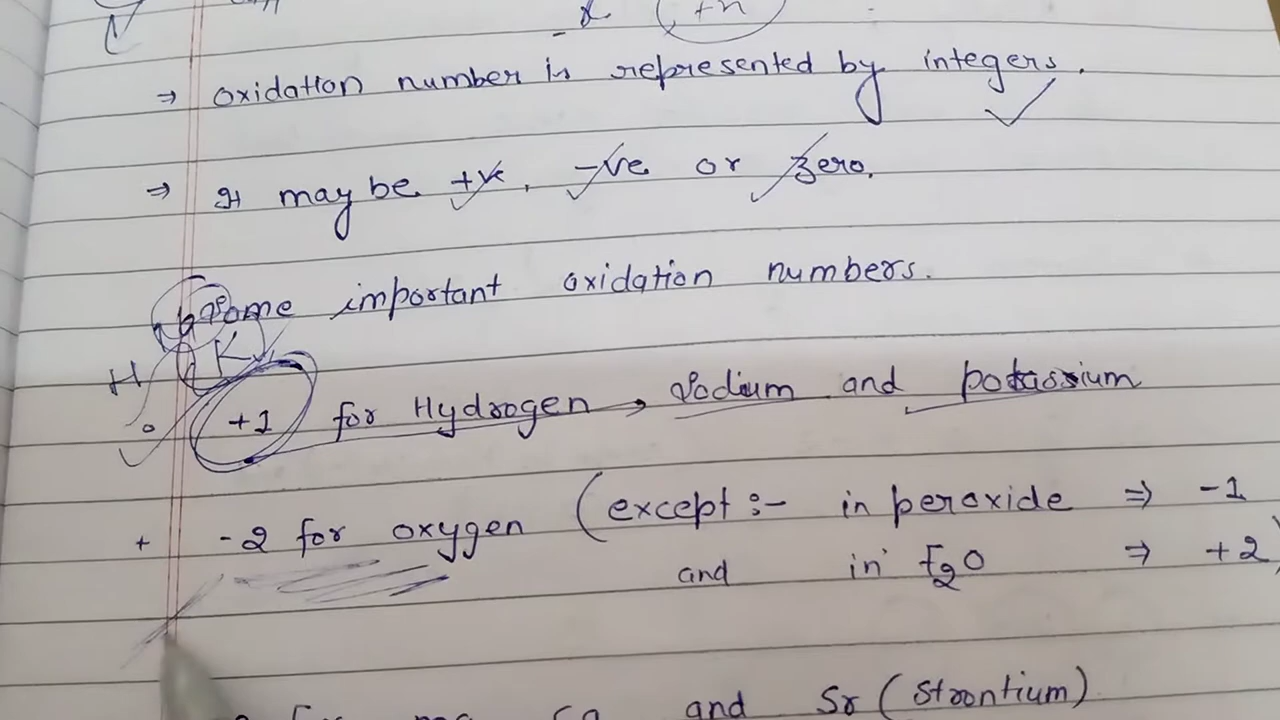 +n
⇒ oxidation number is represented by integers.
⇒ It may be +ve, -ve or zero.
Some important oxidation numbers.
H K
+1 for Hydrogen, Sodium and potassium
-2 for oxygen (except :- in peroxide ⇒ -1
and in F2O ⇒ +2)
and Sr (Strontium)